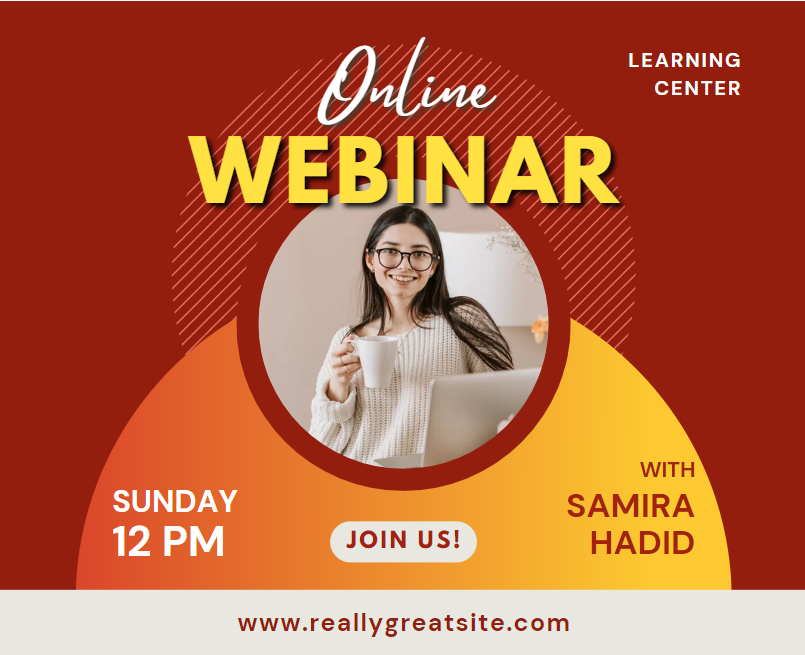 Online
LEARNING
CENTER
WEBINAR
SUNDAY
12 PM
JOIN US!
WITH
SAMIRA
HADID
www.reallygreatsite.com